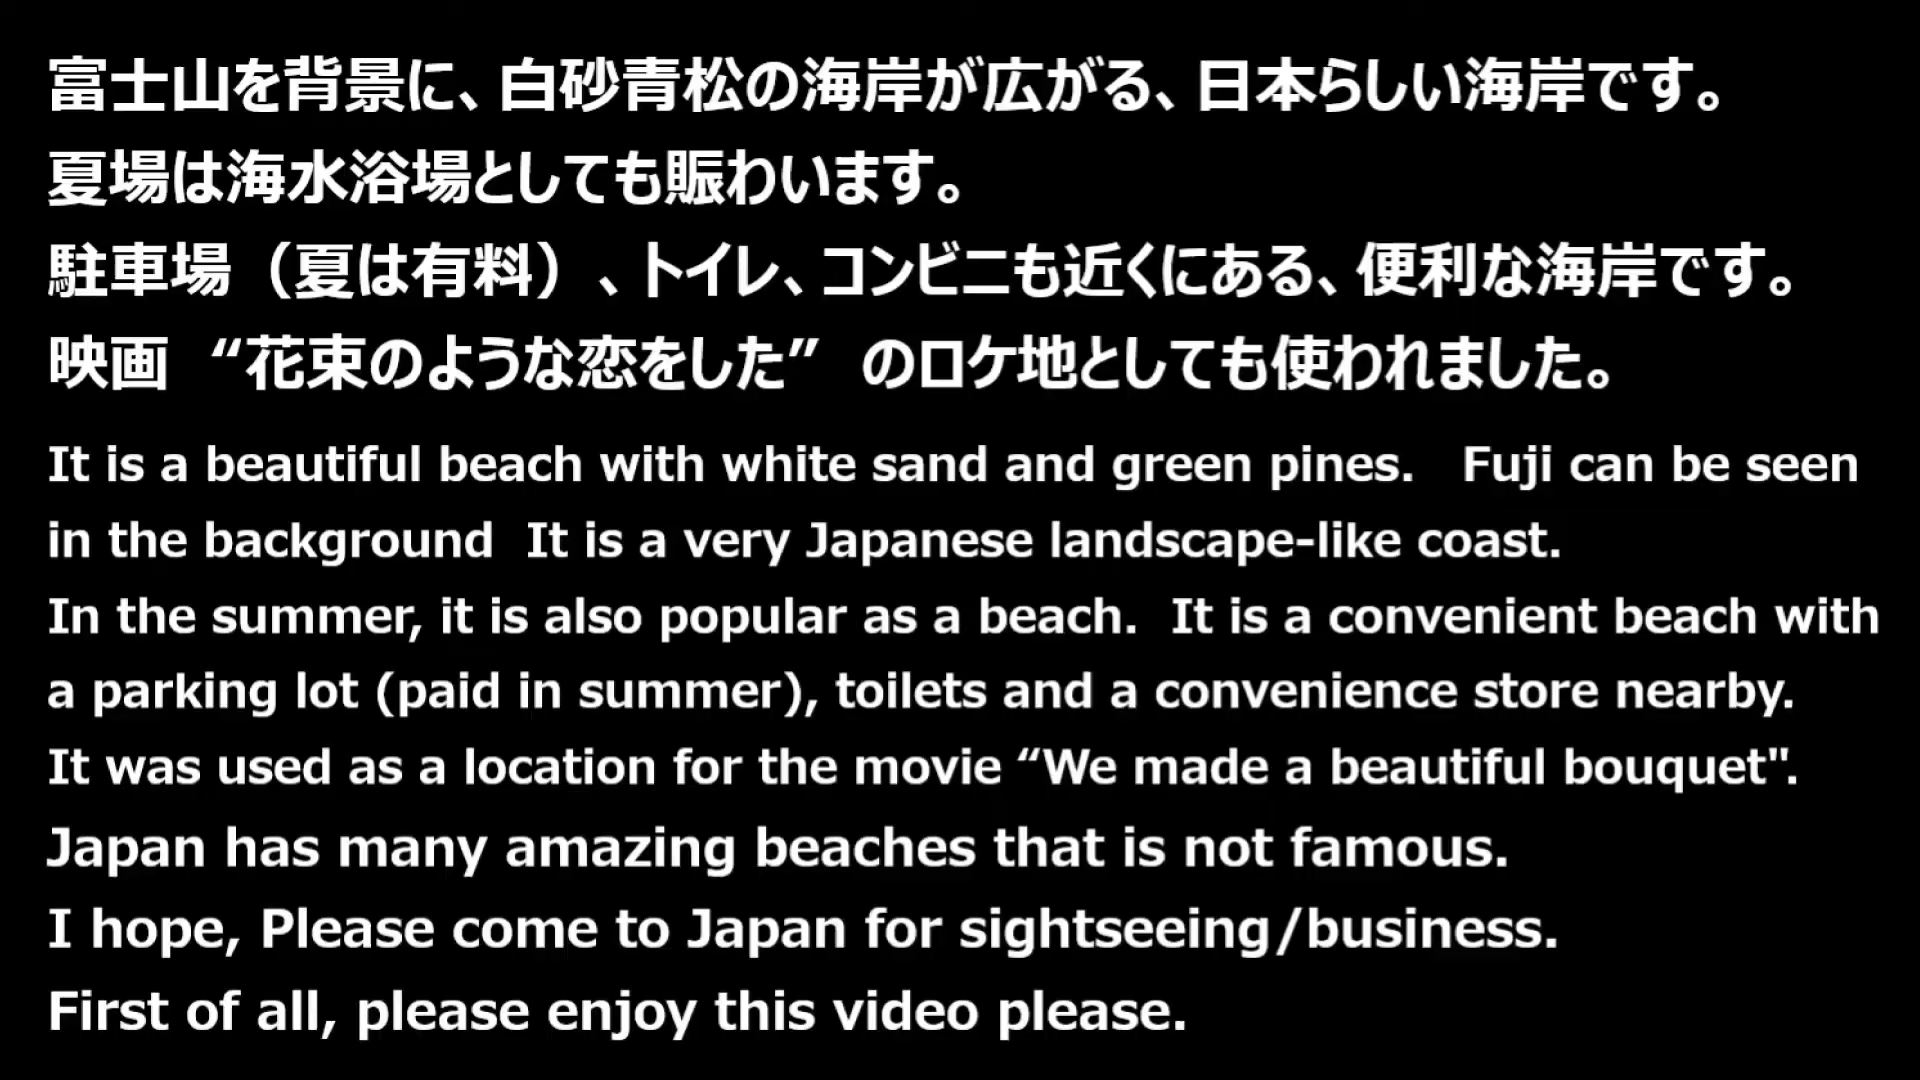 富士山を背景に、白砂青松の海岸が広がる、日本らしい海岸です。
夏場は海水浴場としても賑わいます。
駐車場（夏は有料）、トイレ、コンビニも近くにある、便利な海岸です。
映画　“花束のような恋をした”　のロケ地としても使われました。
It is a beautiful beach with white sand and green pines.   Fuji can be seen
in the background  It is a very Japanese landscape-like coast.
In the summer, it is also popular as a beach.  It is a convenient beach with
a parking lot (paid in summer), toilets and a convenience store nearby.
It was used as a location for the movie “We made a beautiful bouquet".
Japan has many amazing beaches that is not famous.
I hope, Please come to Japan for sightseeing/business.
First of all, please enjoy this video please.